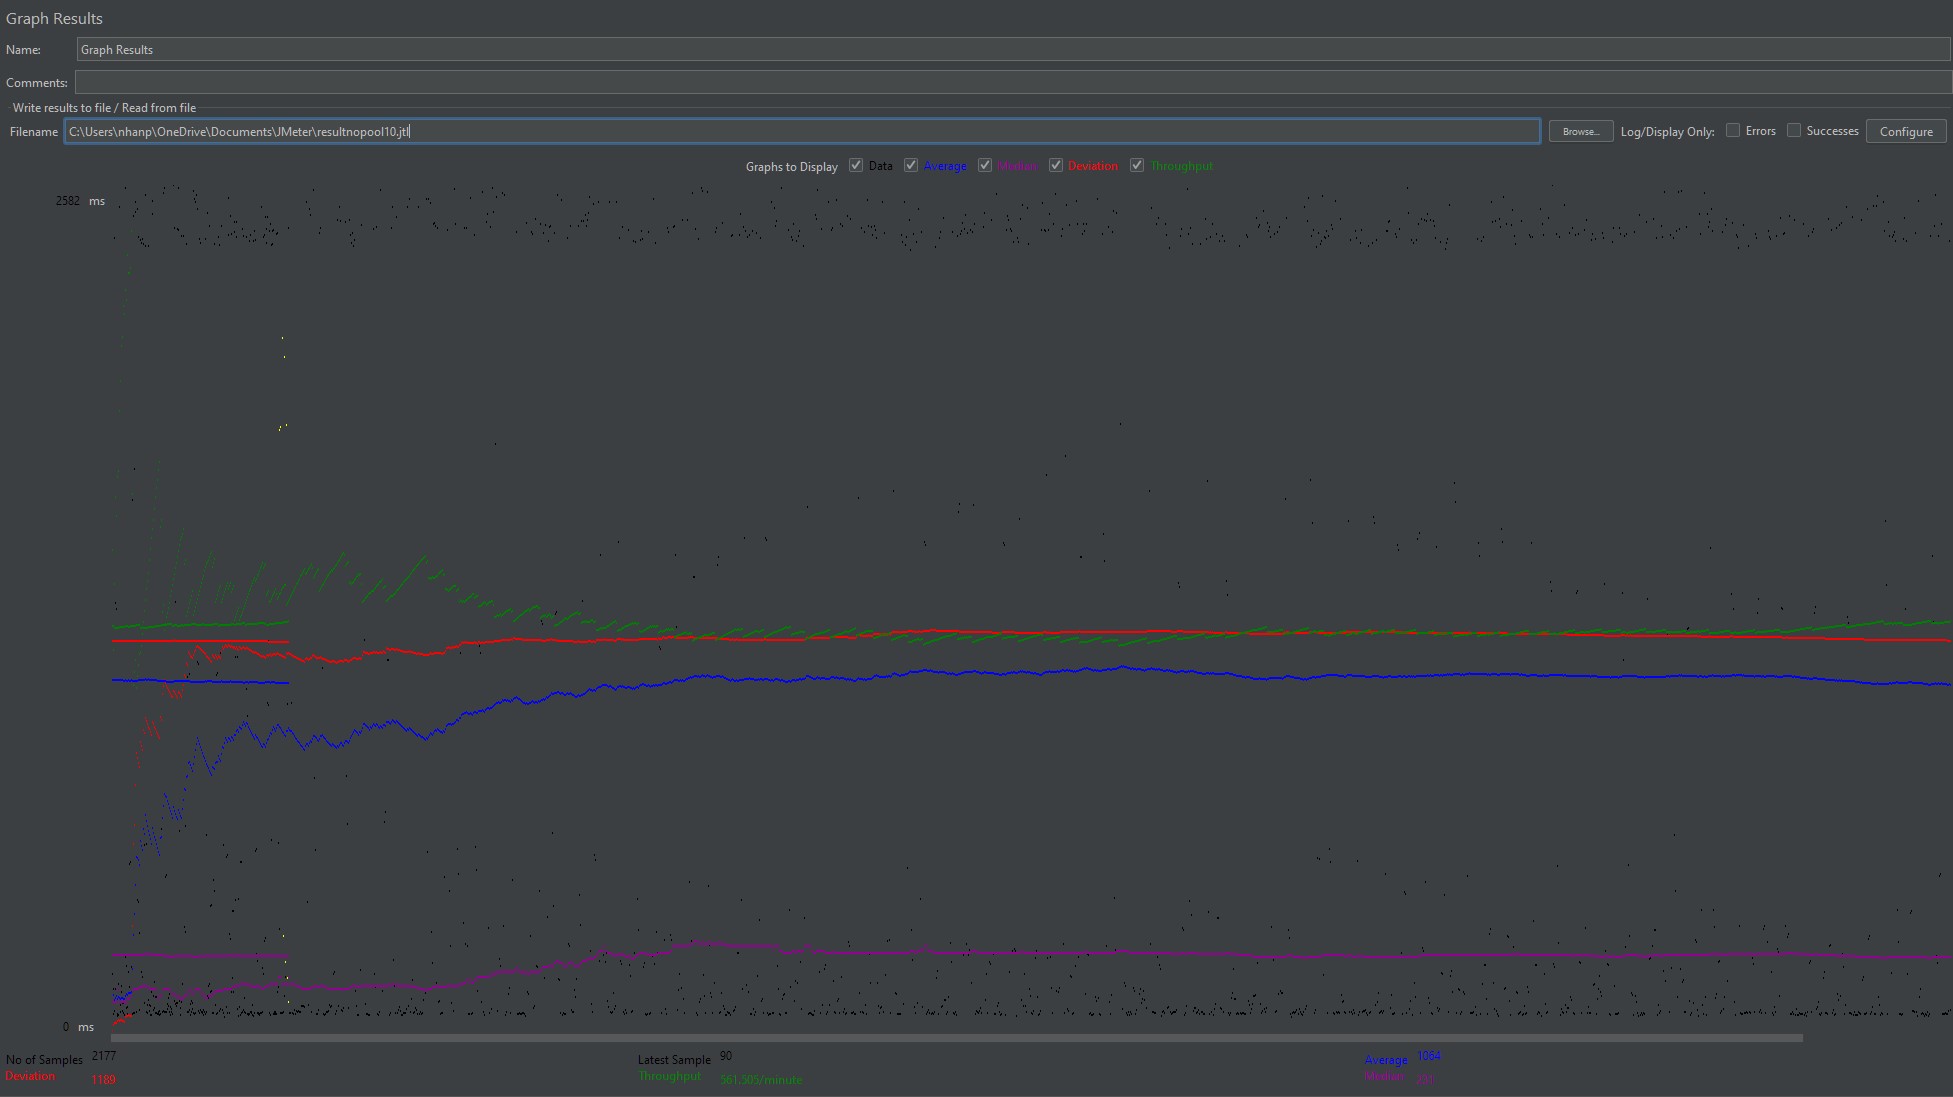 Graph Results
Name: Graph Results
Comments:
Write results to file / Read from file
Filename C:\Users\nhanp\OneDrive\Documents\JMeter\resultnopool10.jtl Browse... Log/Display Only: Errors Successes Configure
Graphs to Display Data Average Median Deviation Throughput
2582 ms
0 ms
No of Samples 2177 Latest Sample 90 Average 1064
Deviation 1189 Throughput 561.505/minute Median 231